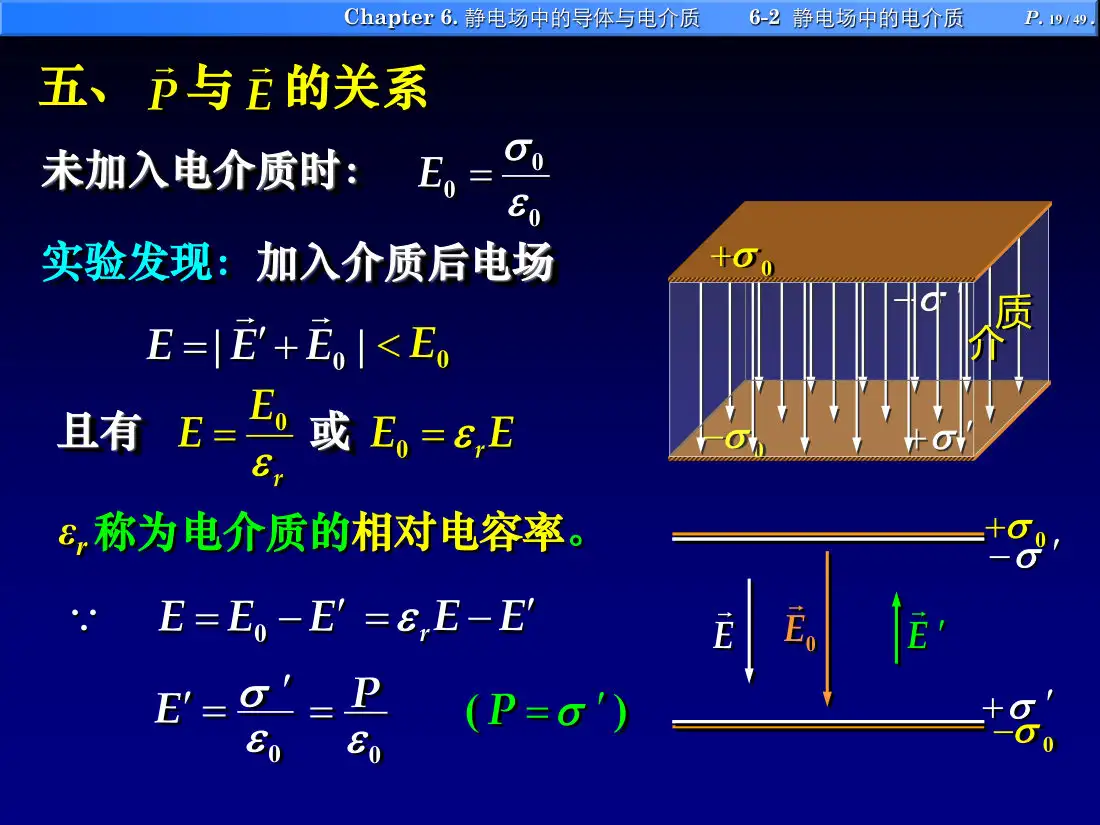 Chapter 6. 静电场中的导体与电介质 6-2 静电场中的电介质 P. 19 / 49 .
五、 P⃗ 与 E⃗ 的关系
未加入电介质时： E₀ = σ₀/ε₀
实验发现：加入介质后电场
E = | E⃗′ + E⃗₀ | < E₀
且有 E = E₀/εᵣ 或 E₀ = εᵣE
εᵣ 称为电介质的相对电容率。
∵ E = E₀ − E′ = εᵣE − E′
E′ = σ′/ε₀ = P/ε₀ ( P = σ′ )
+σ₀
−σ′
介质
−σ₀
+σ′
+σ₀
−σ′
E⃗ E⃗₀ E⃗′
+σ′
−σ₀